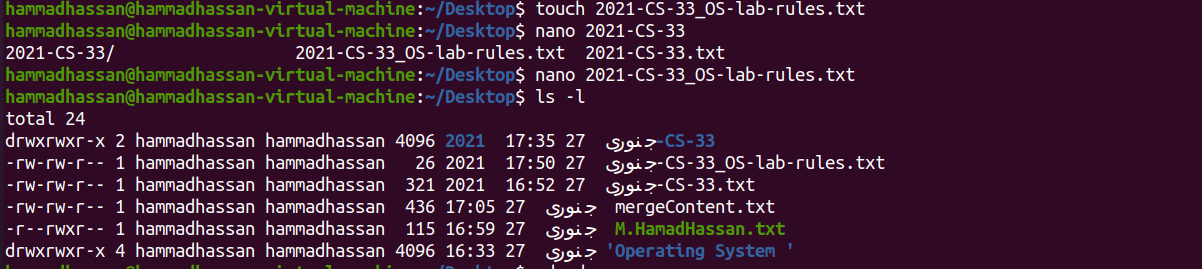 hammadhassan@hammadhassan-virtual-machine:~/Desktop$ touch 2021-CS-33_OS-lab-rules.txt
hammadhassan@hammadhassan-virtual-machine:~/Desktop$ nano 2021-CS-33
2021-CS-33/ 2021-CS-33_OS-lab-rules.txt 2021-CS-33.txt
hammadhassan@hammadhassan-virtual-machine:~/Desktop$ nano 2021-CS-33_OS-lab-rules.txt
hammadhassan@hammadhassan-virtual-machine:~/Desktop$ ls -l
total 24
drwxrwxr-x 2 hammadhassan hammadhassan 4096 جنوری 27 17:35 2021-CS-33
-rw-rw-r-- 1 hammadhassan hammadhassan 26 جنوری 27 17:50 2021-CS-33_OS-lab-rules.txt
-rw-rw-r-- 1 hammadhassan hammadhassan 321 جنوری 27 16:52 2021-CS-33.txt
-rw-rw-r-- 1 hammadhassan hammadhassan 436 جنوری 27 17:05 mergeContent.txt
-r--rwxr-- 1 hammadhassan hammadhassan 115 جنوری 27 16:59 M.HamadHassan.txt
drwxrwxr-x 4 hammadhassan hammadhassan 4096 جنوری 27 16:33 'Operating System '